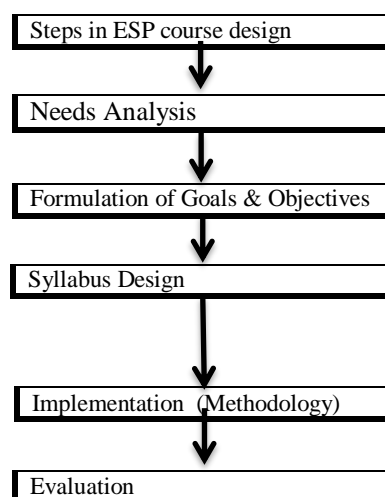 Steps in ESP course design
Needs Analysis
Formulation of Goals & Objectives
Syllabus Design
Implementation (Methodology)
Evaluation